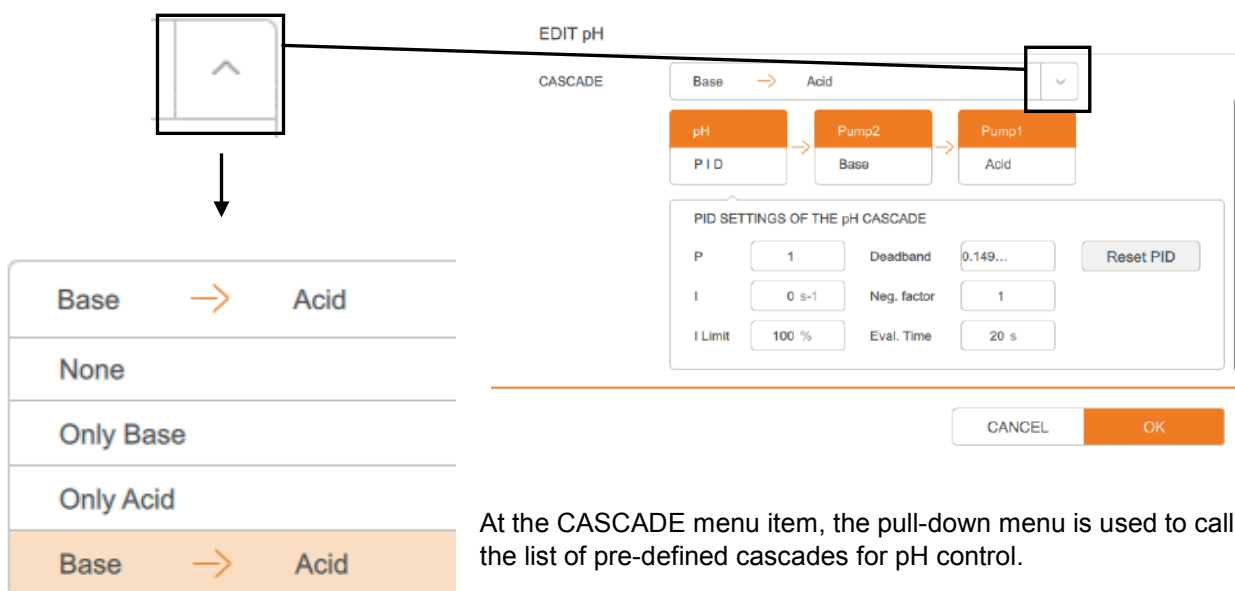 EDIT pH
CASCADE
Base → Acid
pH
P I D
→
Pump2
Base
→
Pump1
Acid
PID SETTINGS OF THE pH CASCADE
P 1 Deadband 0.149... Reset PID
I 0 s-1 Neg. factor 1
I Limit 100 % Eval. Time 20 s
CANCEL OK
Base → Acid
None
Only Base
Only Acid
Base → Acid
At the CASCADE menu item, the pull-down menu is used to call
the list of pre-defined cascades for pH control.